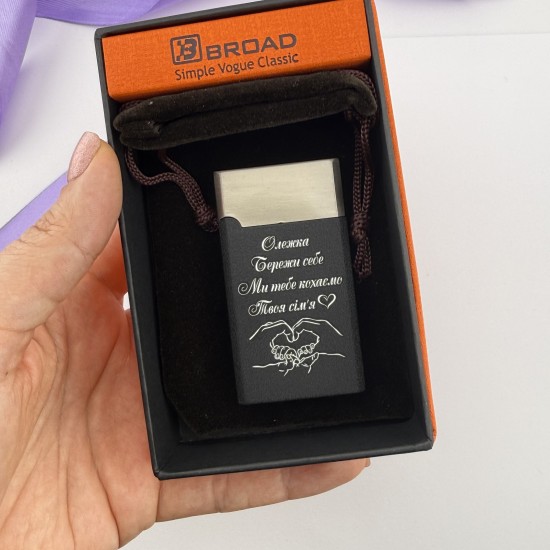 BROAD
Simple Vogue Classic
Олежка
Бережи себе
Ми тебе кохаємо
Твоя сім'я